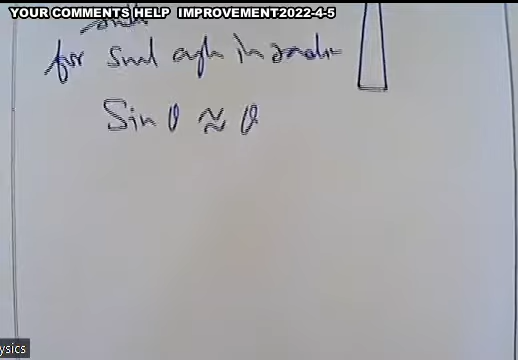 YOUR COMMENTS HELP IMPROVEMENT2022-4-5
for small angle in radian
Sin θ ≈ θ
ysics